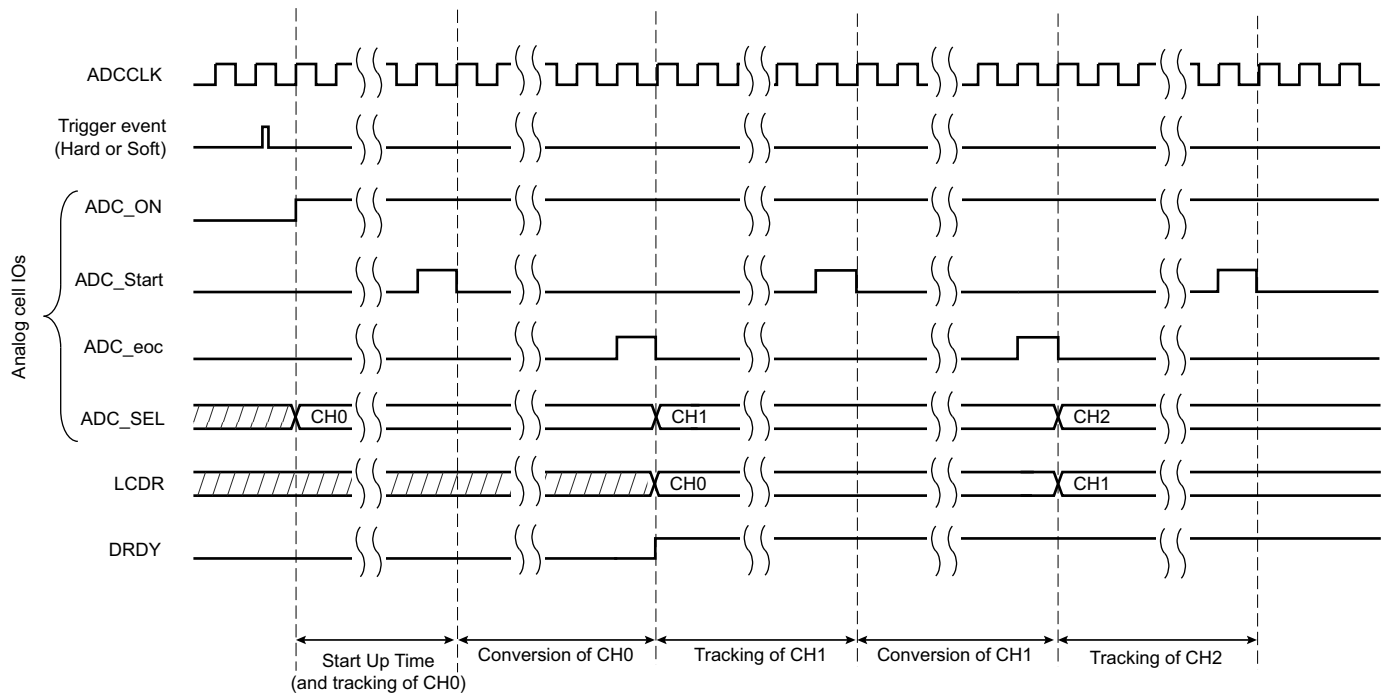 ADCCLK
Trigger event
(Hard or Soft)
Analog cell IOs
ADC_ON
ADC_Start
ADC_eoc
ADC_SEL
CH0
CH1
CH2
LCDR
CH0
CH1
DRDY
Start Up Time
(and tracking of CH0)
Conversion of CH0
Tracking of CH1
Conversion of CH1
Tracking of CH2